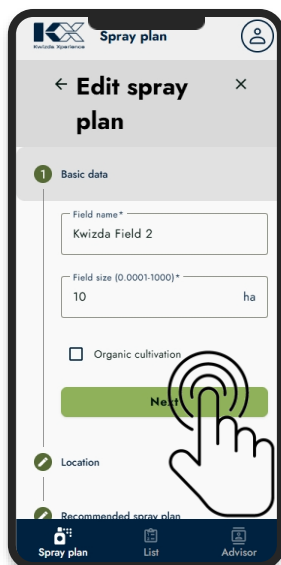 KX
Kwizda Xperience
Spray plan
Edit spray
plan
1 Basic data
Field name*
Kwizda Field 2
Field size (0.0001-1000)*
10 ha
Organic cultivation
Next
Location
Recommended spray plan
Spray plan List Advisor